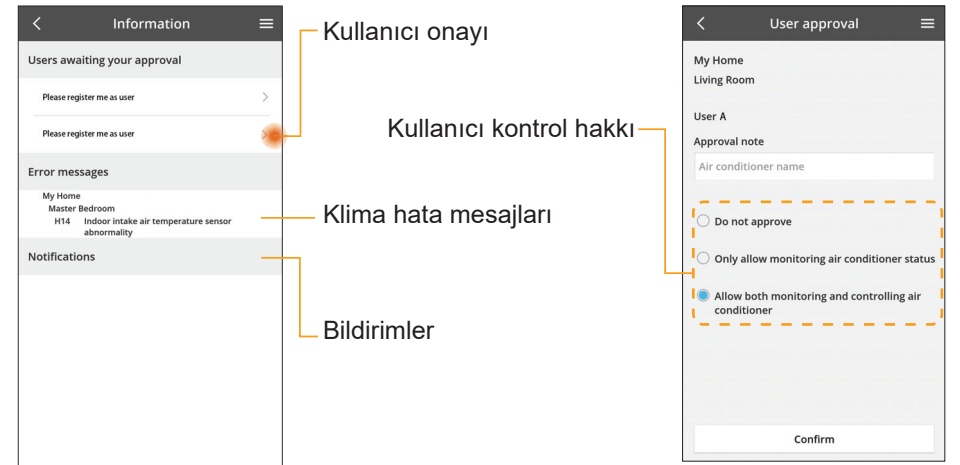 Information
Users awaiting your approval
Please register me as user
Please register me as user
Error messages
My Home
Master Bedroom
H14 Indoor intake air temperature sensor
abnormality
Notifications
Kullanıcı onayı
Kullanıcı kontrol hakkı
Klima hata mesajları
Bildirimler
User approval
My Home
Living Room
User A
Approval note
Air conditioner name
Do not approve
Only allow monitoring air conditioner status
Allow both monitoring and controlling air
conditioner
Confirm